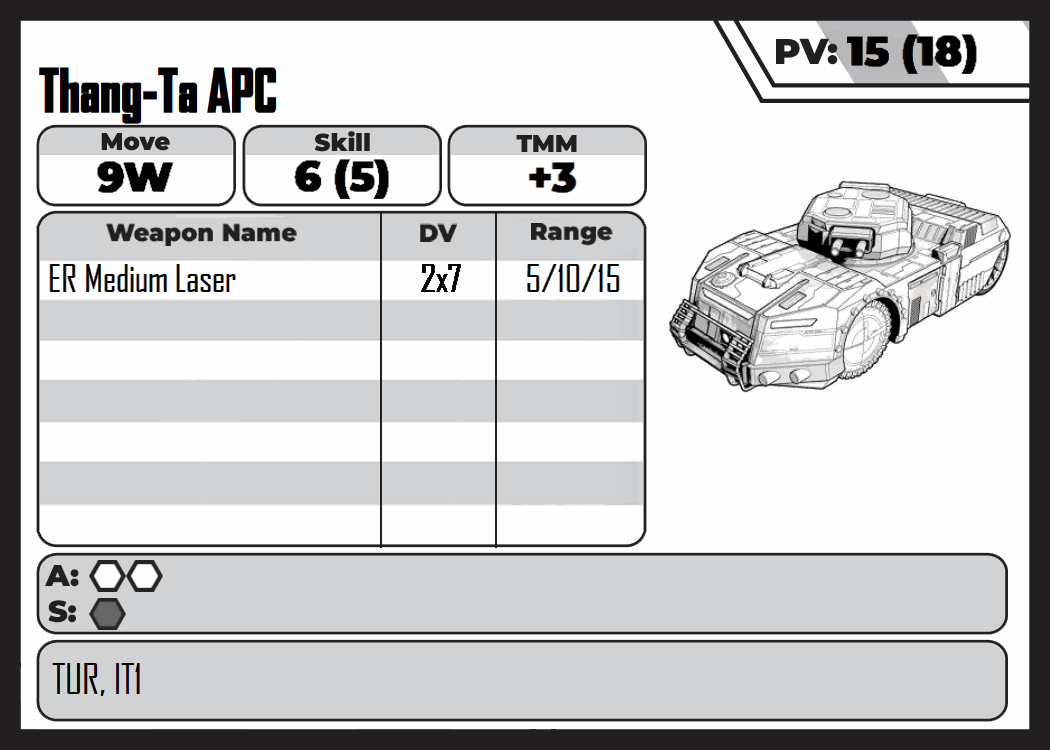 PV: 15 (18)
Thang-Ta APC
Move Skill TMM
9W 6 (5) +3
Weapon Name DV Range
ER Medium Laser 2x7 5/10/15
A:
S:
TUR, IT1